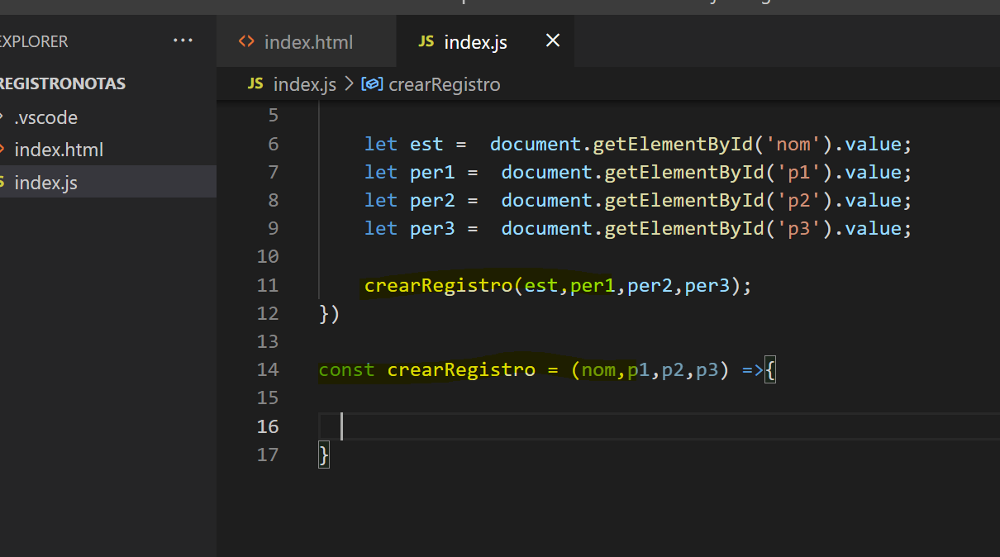 EXPLORER ...
index.html
JS index.js
REGISTRONOTAS
JS index.js > crearRegistro
.vscode
index.html
index.js
5
6 let est = document.getElementById('nom').value;
7 let per1 = document.getElementById('p1').value;
8 let per2 = document.getElementById('p2').value;
9 let per3 = document.getElementById('p3').value;
10
11 crearRegistro(est,per1,per2,per3);
12 })
13
14 const crearRegistro = (nom,p1,p2,p3) =>{
15
16
17 }